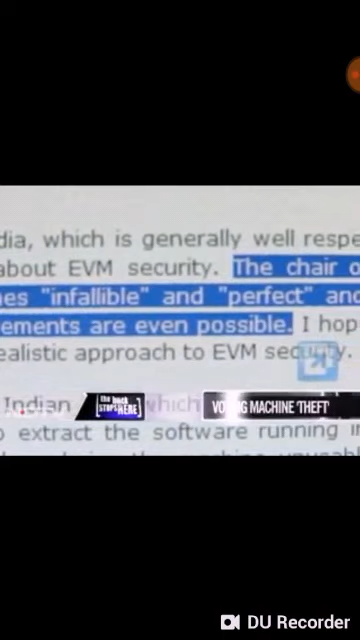 dia, which is generally well respe
about EVM security. The chair o
nes "infallible" and "perfect" and
ements are even possible. I hop
ealistic approach to EVM security.
Indian which
the buck
STOPS HERE
VOTING MACHINE 'THEFT'
o extract the software running i
DU Recorder